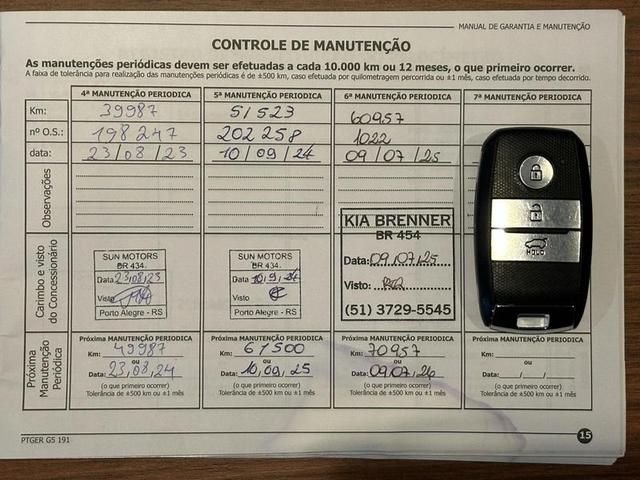 MANUAL DE GARANTIA E MANUTENÇÃO
CONTROLE DE MANUTENÇÃO
As manutenções periódicas devem ser efetuadas a cada 10.000 km ou 12 meses, o que primeiro ocorrer.
A faixa de tolerância para realização das manutenções periódicas é de ±500 km, caso efetuada por quilometragem percorrida ou ±1 mês, caso efetuada por tempo decorrido.
4ª MANUTENÇÃO PERIODICA 5ª MANUTENÇÃO PERIODICA 6ª MANUTENÇÃO PERIODICA 7ª MANUTENÇÃO PERIODICA
Km: 39987 51523 60957
nº O.S.: 198247 202258 1022
data: 23/08/23 10/09/24 09/07/25
Observações
Carimbo e visto
do Concessionário
SUN MOTORS
BR 434
Data 23/08/23
Visto
Porto Alegre - RS
SUN MOTORS
BR 434
Data 10,9,24
Visto
Porto Alegre - RS
KIA BRENNER
BR 454
Data: 09.07.25
Visto:
(51) 3729-5545
Próxima
Manutenção
Periódica
Próxima MANUTENÇÃO PERIÓDICA
Km: 49987
ou
Data: 23,08,24
(o que primeiro ocorrer)
Tolerância de ±500 km ou ±1 mês
Próxima MANUTENÇÃO PERIÓDICA
Km: 61500
ou
Data: 10,09,25
(o que primeiro ocorrer)
Tolerância de ±500 km ou ±1 mês
Próxima MANUTENÇÃO PERIÓDICA
Km: 70957
ou
Data: 09,07,26
(o que primeiro ocorrer)
Tolerância de ±500 km ou ±1 mês
Próxima MANUTENÇÃO PERIÓDICA
Km:
ou
Data: / /
(o que primeiro ocorrer)
Tolerância de ±500 km ou ±1 mês
HOLD
PTGER G5 191
15